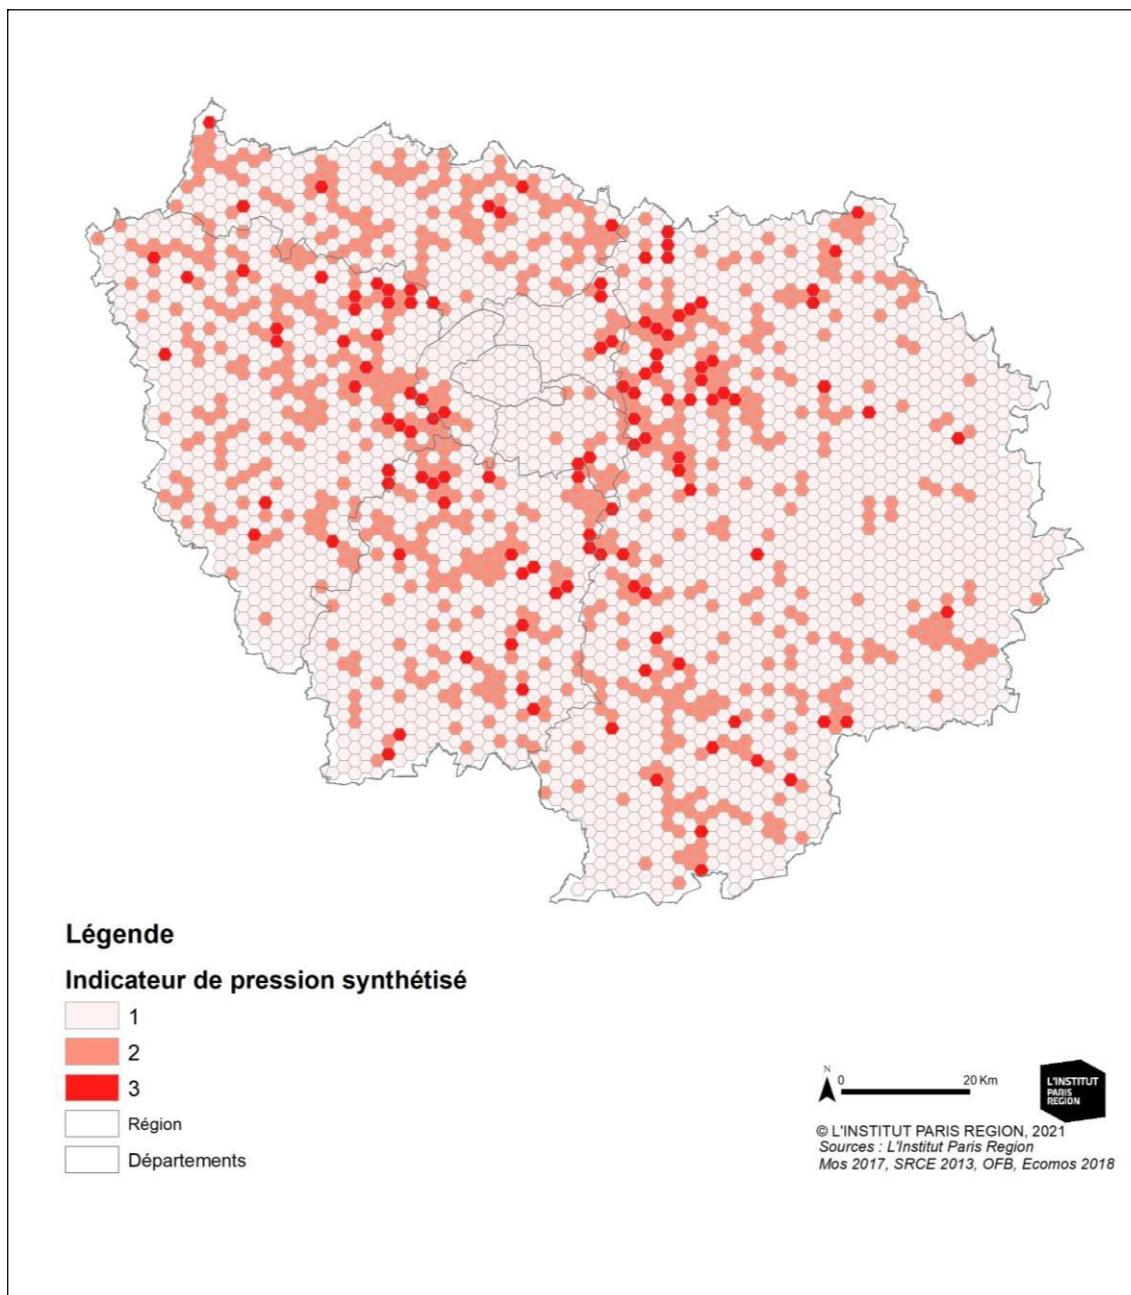 Légende
Indicateur de pression synthétisé
1
2
3
Région
Départements
N
0 20 Km
L'INSTITUT
PARIS
REGION
© L'INSTITUT PARIS REGION, 2021
Sources : L'Institut Paris Region
Mos 2017, SRCE 2013, OFB, Ecomos 2018